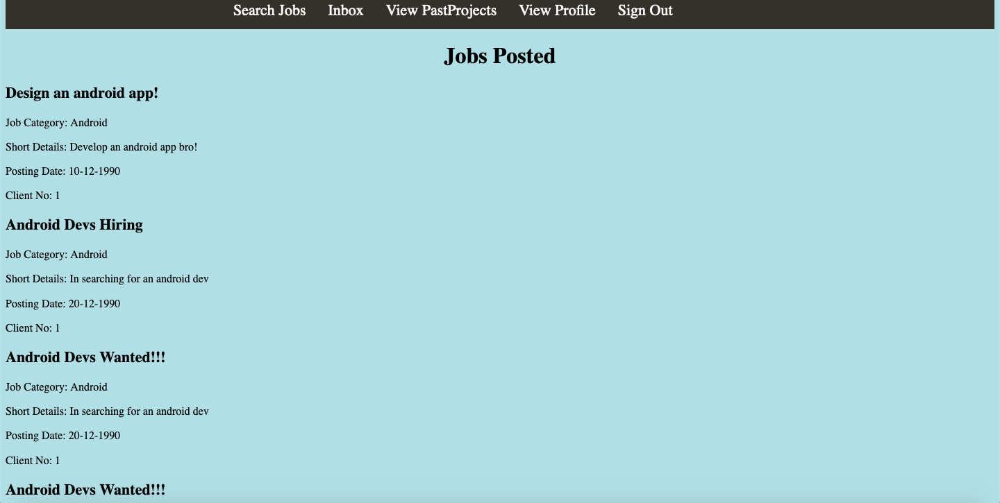 Search Jobs Inbox View PastProjects View Profile Sign Out
Jobs Posted
Design an android app!
Job Category: Android
Short Details: Develop an android app bro!
Posting Date: 10-12-1990
Client No: 1
Android Devs Hiring
Job Category: Android
Short Details: In searching for an android dev
Posting Date: 20-12-1990
Client No: 1
Android Devs Wanted!!!
Job Category: Android
Short Details: In searching for an android dev
Posting Date: 20-12-1990
Client No: 1
Android Devs Wanted!!!